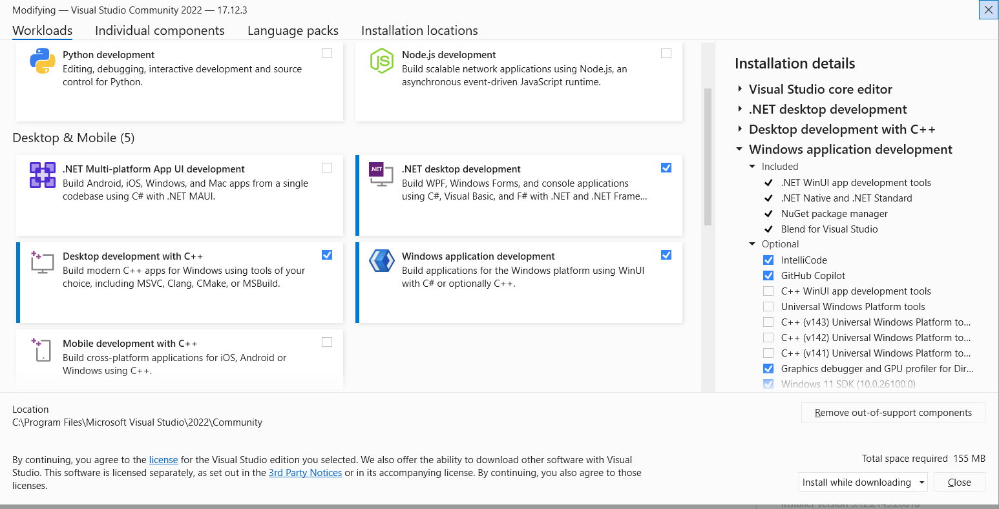 Modifying — Visual Studio Community 2022 — 17.12.3
Workloads Individual components Language packs Installation locations
Python development
Editing, debugging, interactive development and source
control for Python.
JS
Node.js development
Build scalable network applications using Node.js, an
asynchronous event-driven JavaScript runtime.
Desktop & Mobile (5)
.NET Multi-platform App UI development
Build Android, iOS, Windows, and Mac apps from a single
codebase using C# with .NET MAUI.
.NET
.NET desktop development
Build WPF, Windows Forms, and console applications
using C#, Visual Basic, and F# with .NET and .NET Frame...
Desktop development with C++
Build modern C++ apps for Windows using tools of your
choice, including MSVC, Clang, CMake, or MSBuild.
Windows application development
Build applications for the Windows platform using WinUI
with C# or optionally C++.
Mobile development with C++
Build cross-platform applications for iOS, Android or
Windows using C++.
Installation details
Visual Studio core editor
.NET desktop development
Desktop development with C++
Windows application development
Included
.NET WinUI app development tools
.NET Native and .NET Standard
NuGet package manager
Blend for Visual Studio
Optional
IntelliCode
GitHub Copilot
C++ WinUI app development tools
Universal Windows Platform tools
C++ (v143) Universal Windows Platform to...
C++ (v142) Universal Windows Platform to...
C++ (v141) Universal Windows Platform to...
Graphics debugger and GPU profiler for Dir...
Windows 11 SDK (10.0.26100.0)
Location
C:\Program Files\Microsoft Visual Studio\2022\Community
Remove out-of-support components
By continuing, you agree to the license for the Visual Studio edition you selected. We also offer the ability to download other software with Visual
Studio. This software is licensed separately, as set out in the 3rd Party Notices or in its accompanying license. By continuing, you also agree to those
licenses.
Total space required 155 MB
Install while downloading
Close